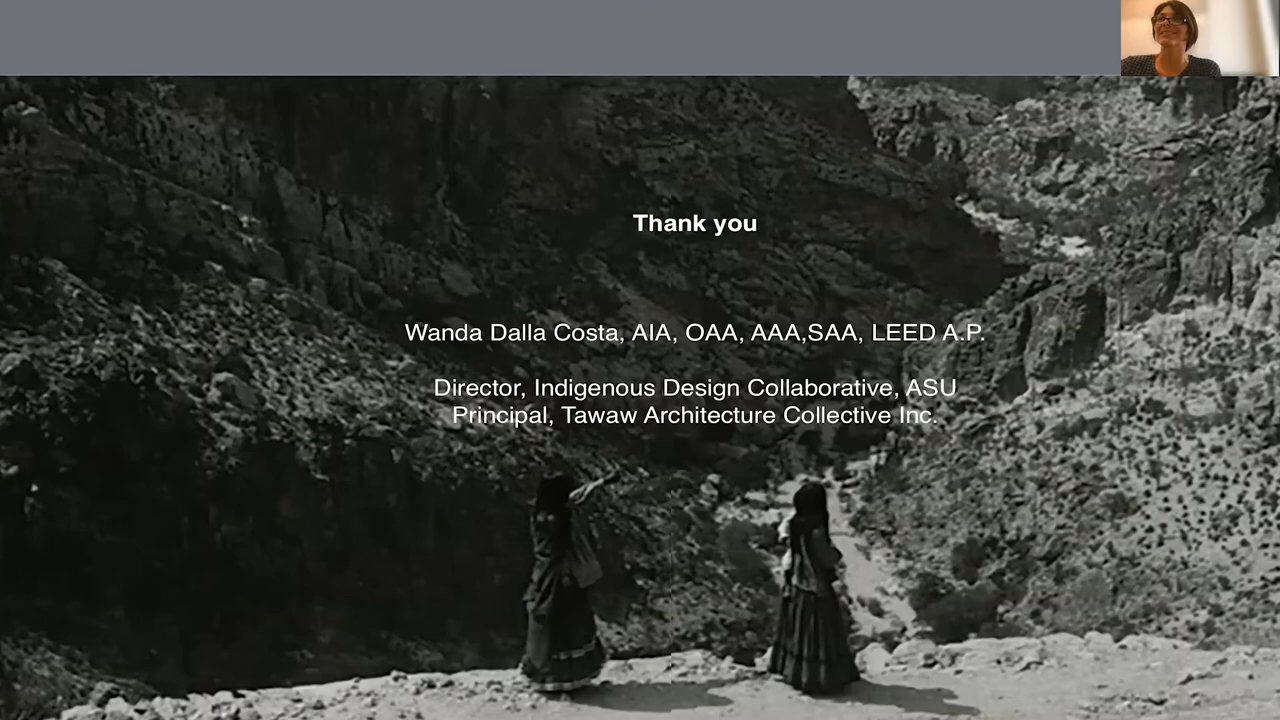 Thank you
Wanda Dalla Costa, AIA, OAA, AAA,SAA, LEED A.P.
Director, Indigenous Design Collaborative, ASU
Principal, Tawaw Architecture Collective Inc.